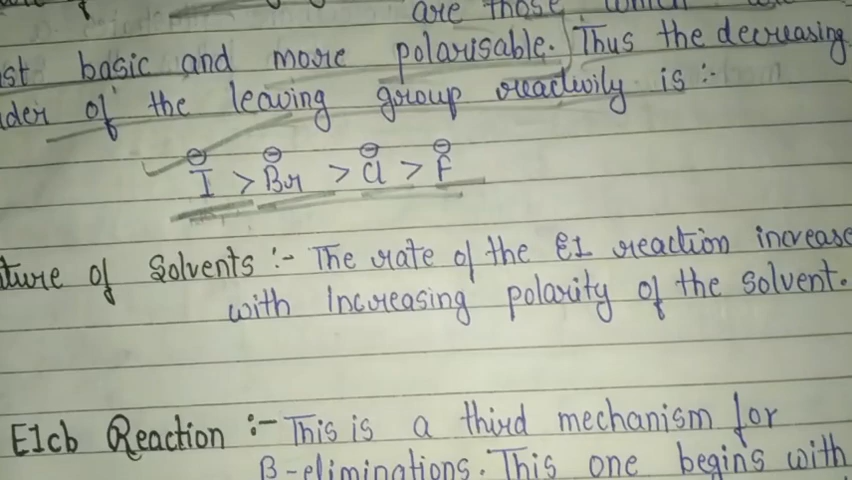 are those which
st basic and more polarisable. Thus the decreasing
der of the leaving group reactivity is :-
I⊖ > Br⊖ > Cl⊖ > F⊖
ture of Solvents :- The rate of the E1 reaction increase
with increasing polarity of the solvent.
E1cb Reaction :- This is a third mechanism for
β-eliminations. This one begins with